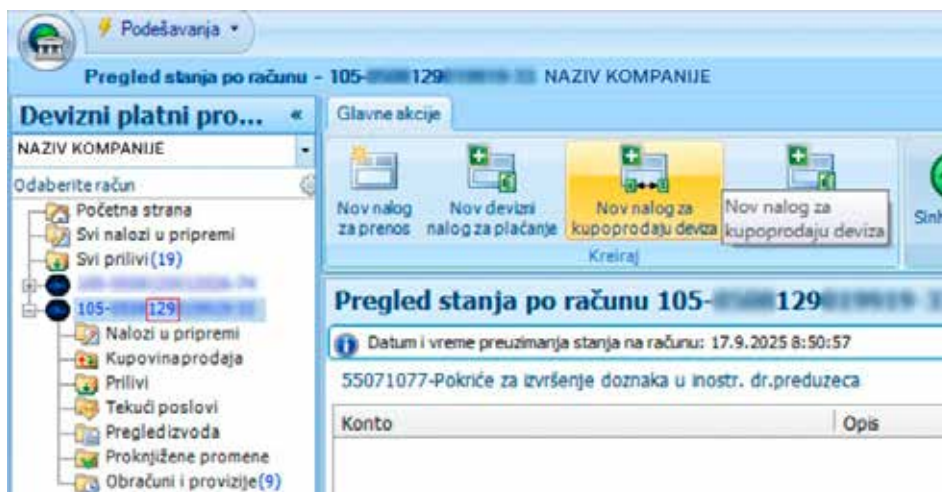 Podešavanja
Pregled stanja po računu - 105- 129 NAZIV KOMPANIJE
Devizni platni pro... «
NAZIV KOMPANIJE
Odaberite račun
Početna strana
Svi nalozi u pripremi
Svi prilivi (19)
105- 129
Nalozi u pripremi
Kupovinaprodaja
Prilivi
Tekući poslovi
Pregledizvoda
Proknjižene promene
Obračuni i provizije (9)
Glavne akcije
Nov nalog za prenos
Nov devizni nalog za plaćanje
Nov nalog za kupoprodaju deviza
Nov nalog za kupoprodaju deviza
Sinh
Kreiraj
Pregled stanja po računu 105- 129
Datum i vreme preuzimanja stanja na računu: 17.9.2025 8:50:57
55071077-Pokriće za izvršenje doznaka u inostr. dr.preduzeca
Konto Opis